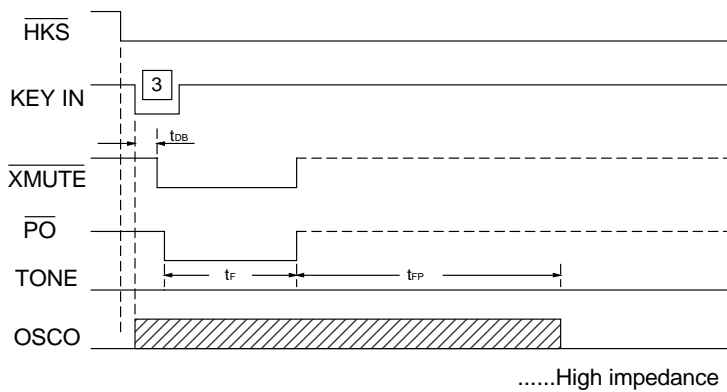 HKS
KEY IN
3
tDB
XMUTE
PO
tF
tFP
TONE
OSCO
......High impedance